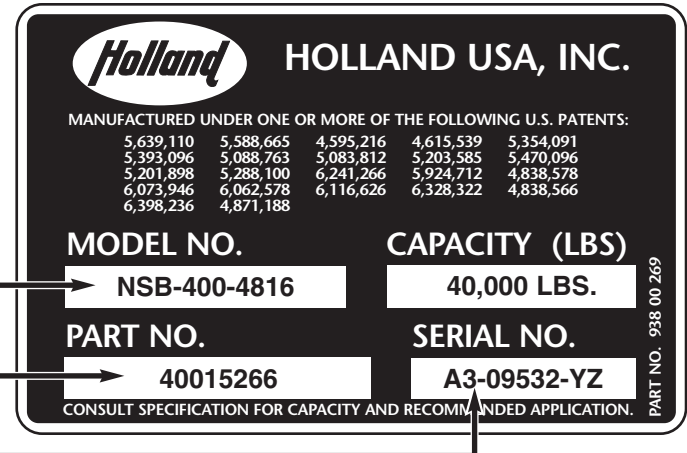 Holland HOLLAND USA, INC.
MANUFACTURED UNDER ONE OR MORE OF THE FOLLOWING U.S. PATENTS:
5,639,110 5,588,665 4,595,216 4,615,539 5,354,091
5,393,096 5,088,763 5,083,812 5,203,585 5,470,096
5,201,898 5,288,100 6,241,266 5,924,712 4,838,578
6,073,946 6,062,578 6,116,626 6,328,322 4,838,566
6,398,236 4,871,188
MODEL NO. CAPACITY (LBS)
NSB-400-4816 40,000 LBS.
PART NO. SERIAL NO.
40015266 A3-09532-YZ
CONSULT SPECIFICATION FOR CAPACITY AND RECOMMANDED APPLICATION.
PART NO. 938 00 269